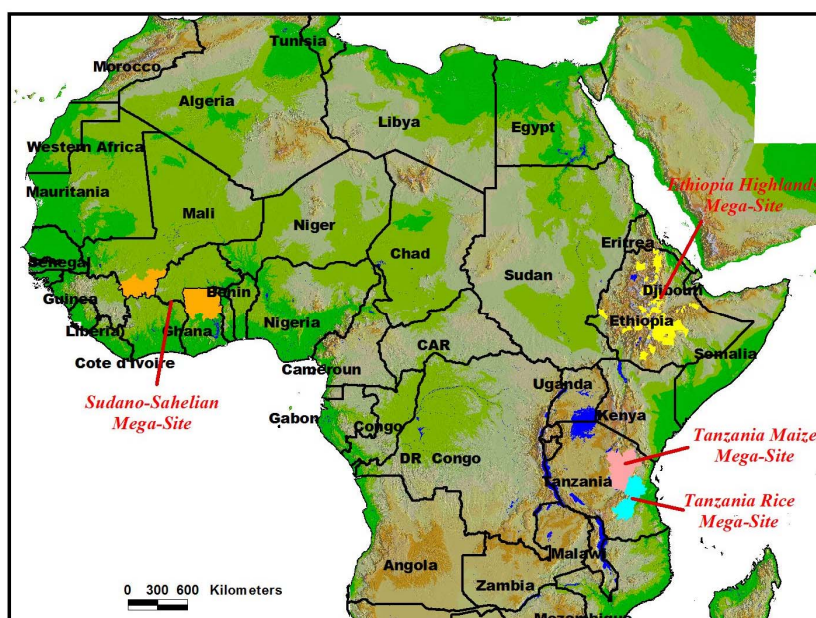 Tunisia
Morocco
Algeria
Libya
Egypt
Western Africa
Mauritania
Mali
Niger
Chad
Sudan
Ethiopia Highlands
Mega-Site
Eritrea
Djibouti
Senegal
Guinea
Benin
Liberia
Ghana
Nigeria
Ethiopia
Somalia
Cote d'Ivoire
Cameroun
CAR
Sudano-Sahelian
Mega-Site
Gabon
Congo
DR Congo
Uganda
Kenya
Tanzania Maize
Mega-Site
Tanzania
Tanzania Rice
Mega-Site
Angola
Malawi
Zambia
Mozambique
0 300 600 Kilometers